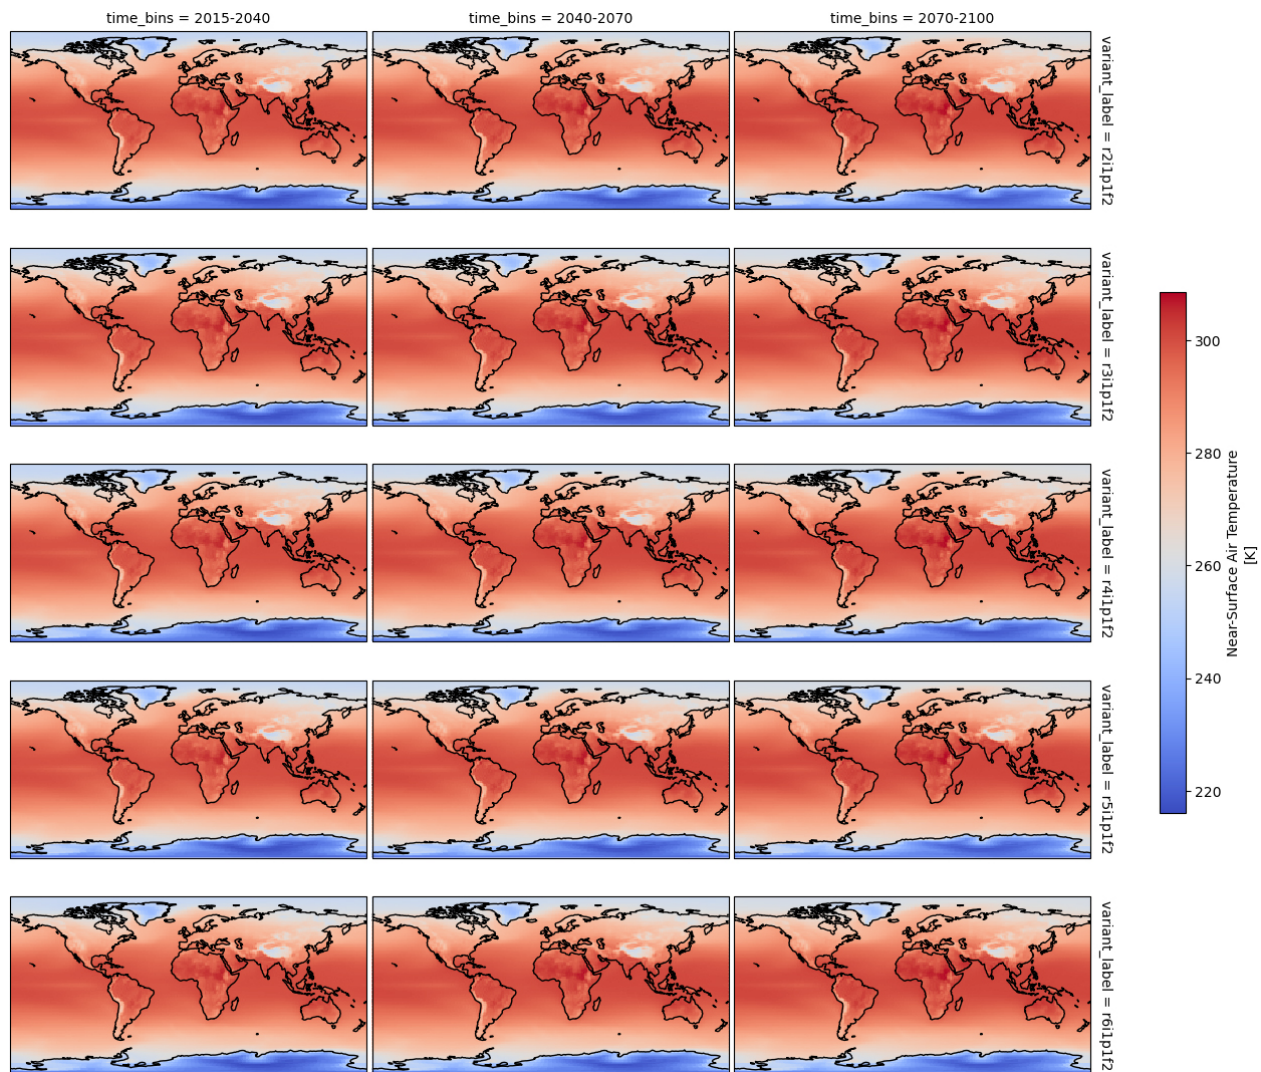 time_bins = 2015-2040
time_bins = 2040-2070
time_bins = 2070-2100
variant_label = r2i1p1f2
variant_label = r3i1p1f2
variant_label = r4i1p1f2
variant_label = r5i1p1f2
variant_label = r6i1p1f2
300
280
260
240
220
Near-Surface Air Temperature
[K]